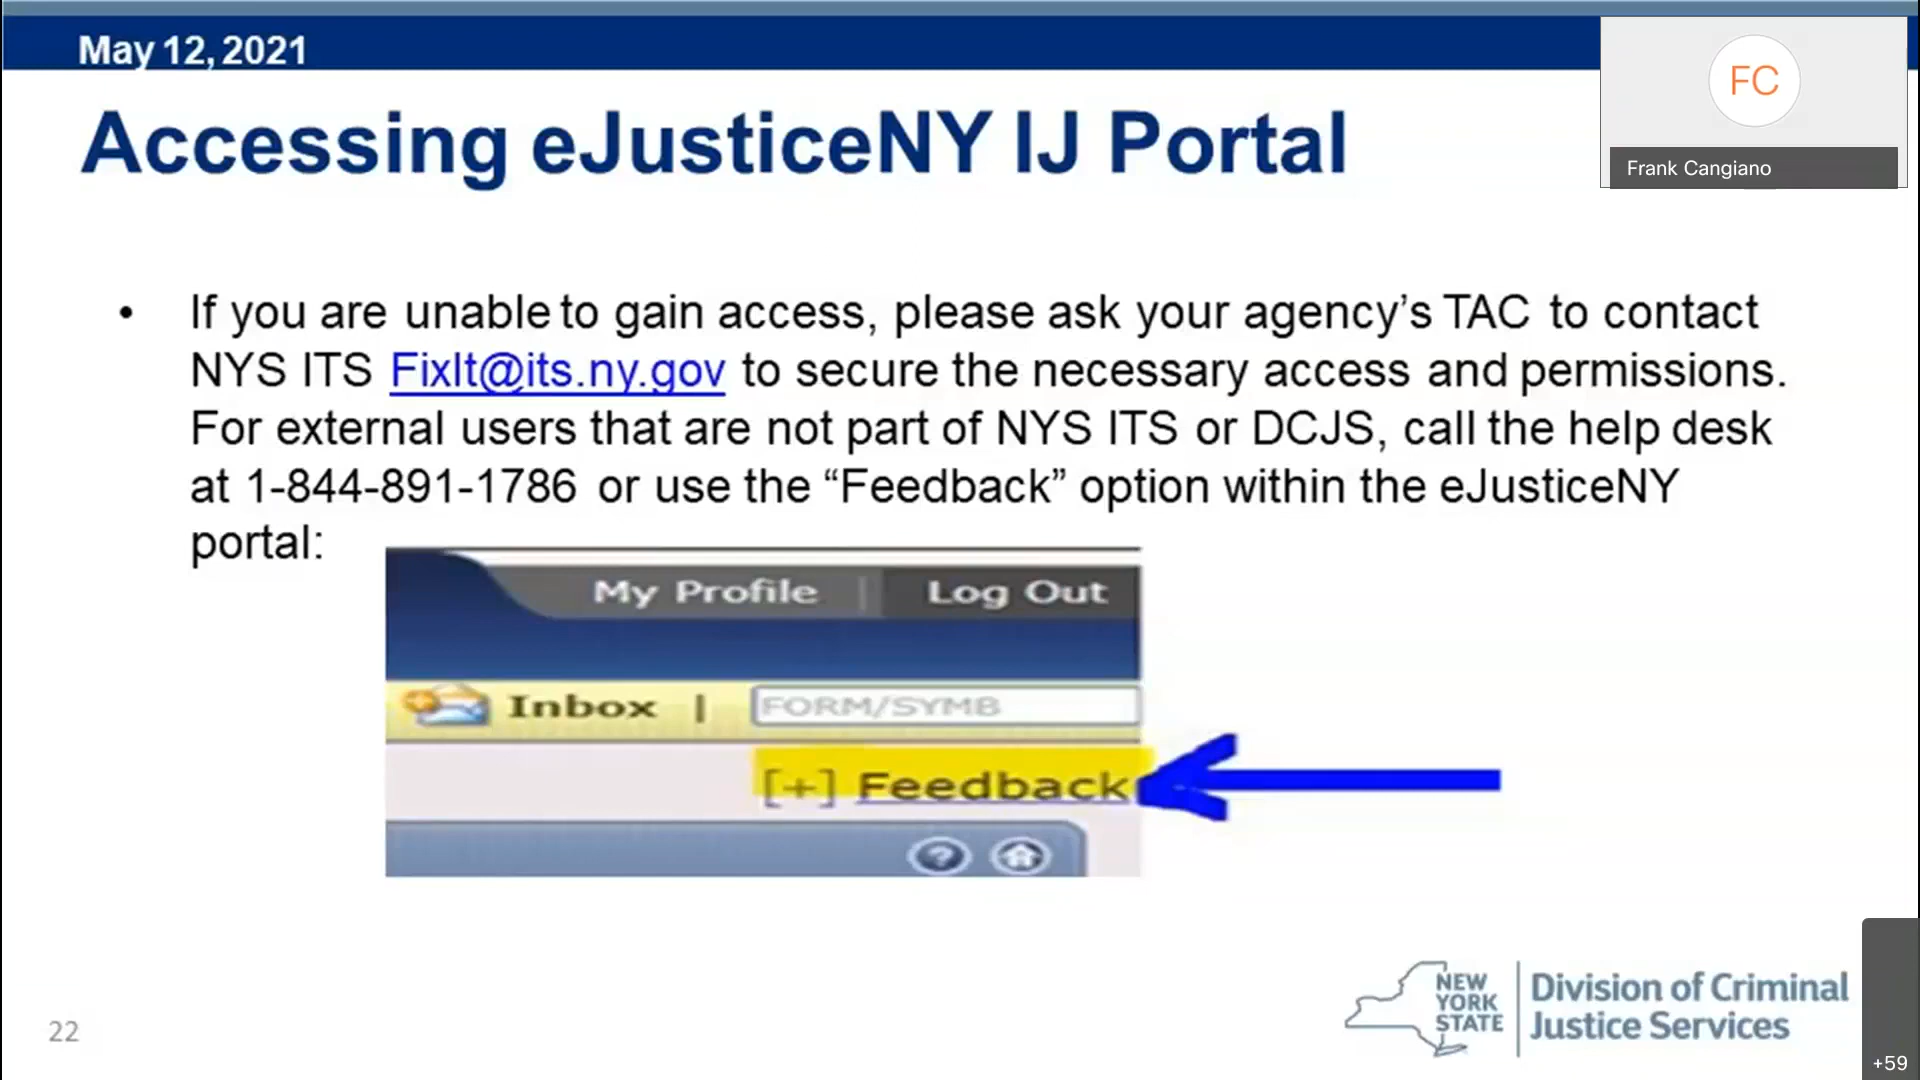 May 12, 2021
FC
Frank Cangiano
Accessing eJusticeNY IJ Portal
• If you are unable to gain access, please ask your agency’s TAC to contact
NYS ITS FixIt@its.ny.gov to secure the necessary access and permissions.
For external users that are not part of NYS ITS or DCJS, call the help desk
at 1-844-891-1786 or use the “Feedback” option within the eJusticeNY
portal:
My Profile | Log Out
Inbox | FORM/SYMB
[+] Feedback
?
NEW
YORK
STATE
Division of Criminal
Justice Services
22
+59